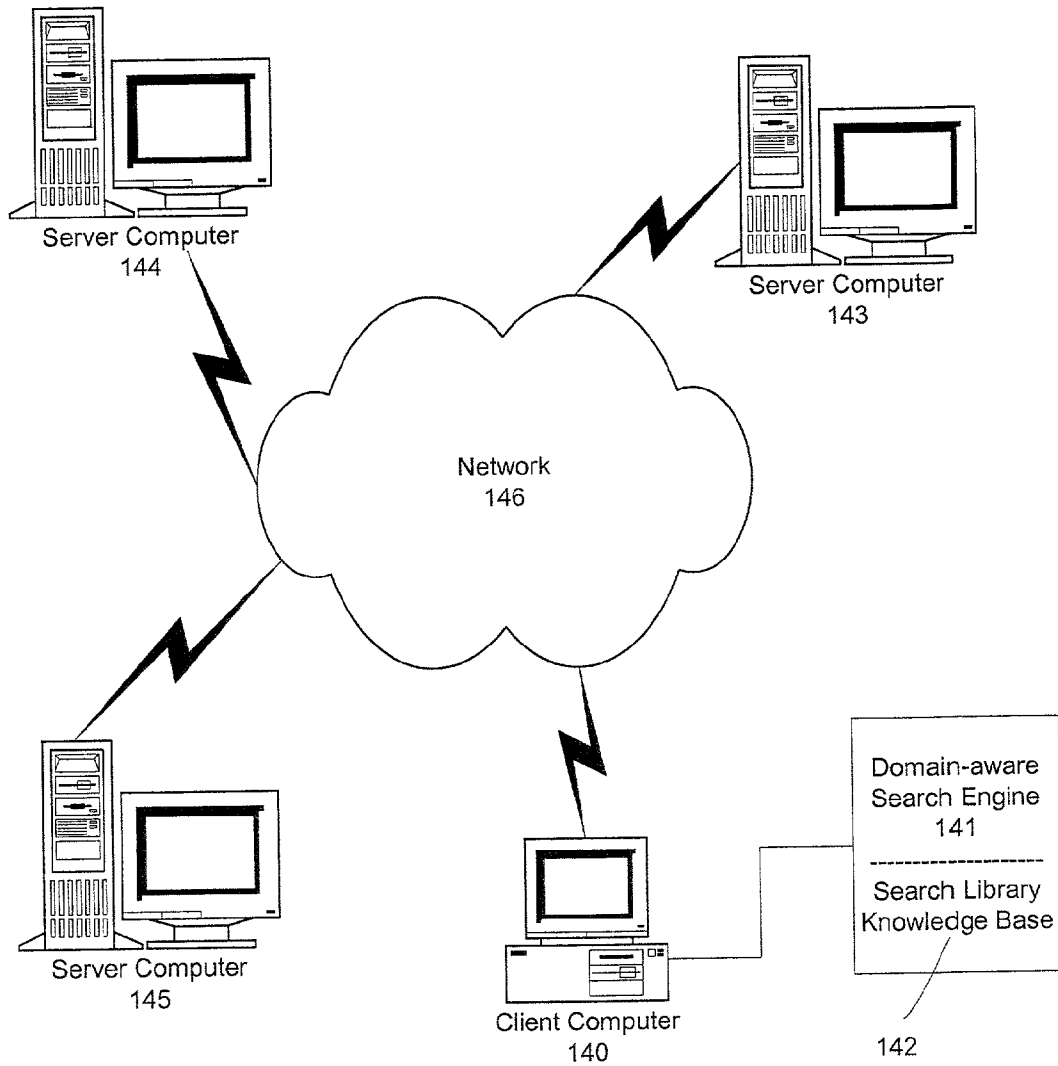 Server Computer
144
Server Computer
143
Network
146
Server Computer
145
Client Computer
140
Domain-aware
Search Engine
141
Search Library
Knowledge Base
142